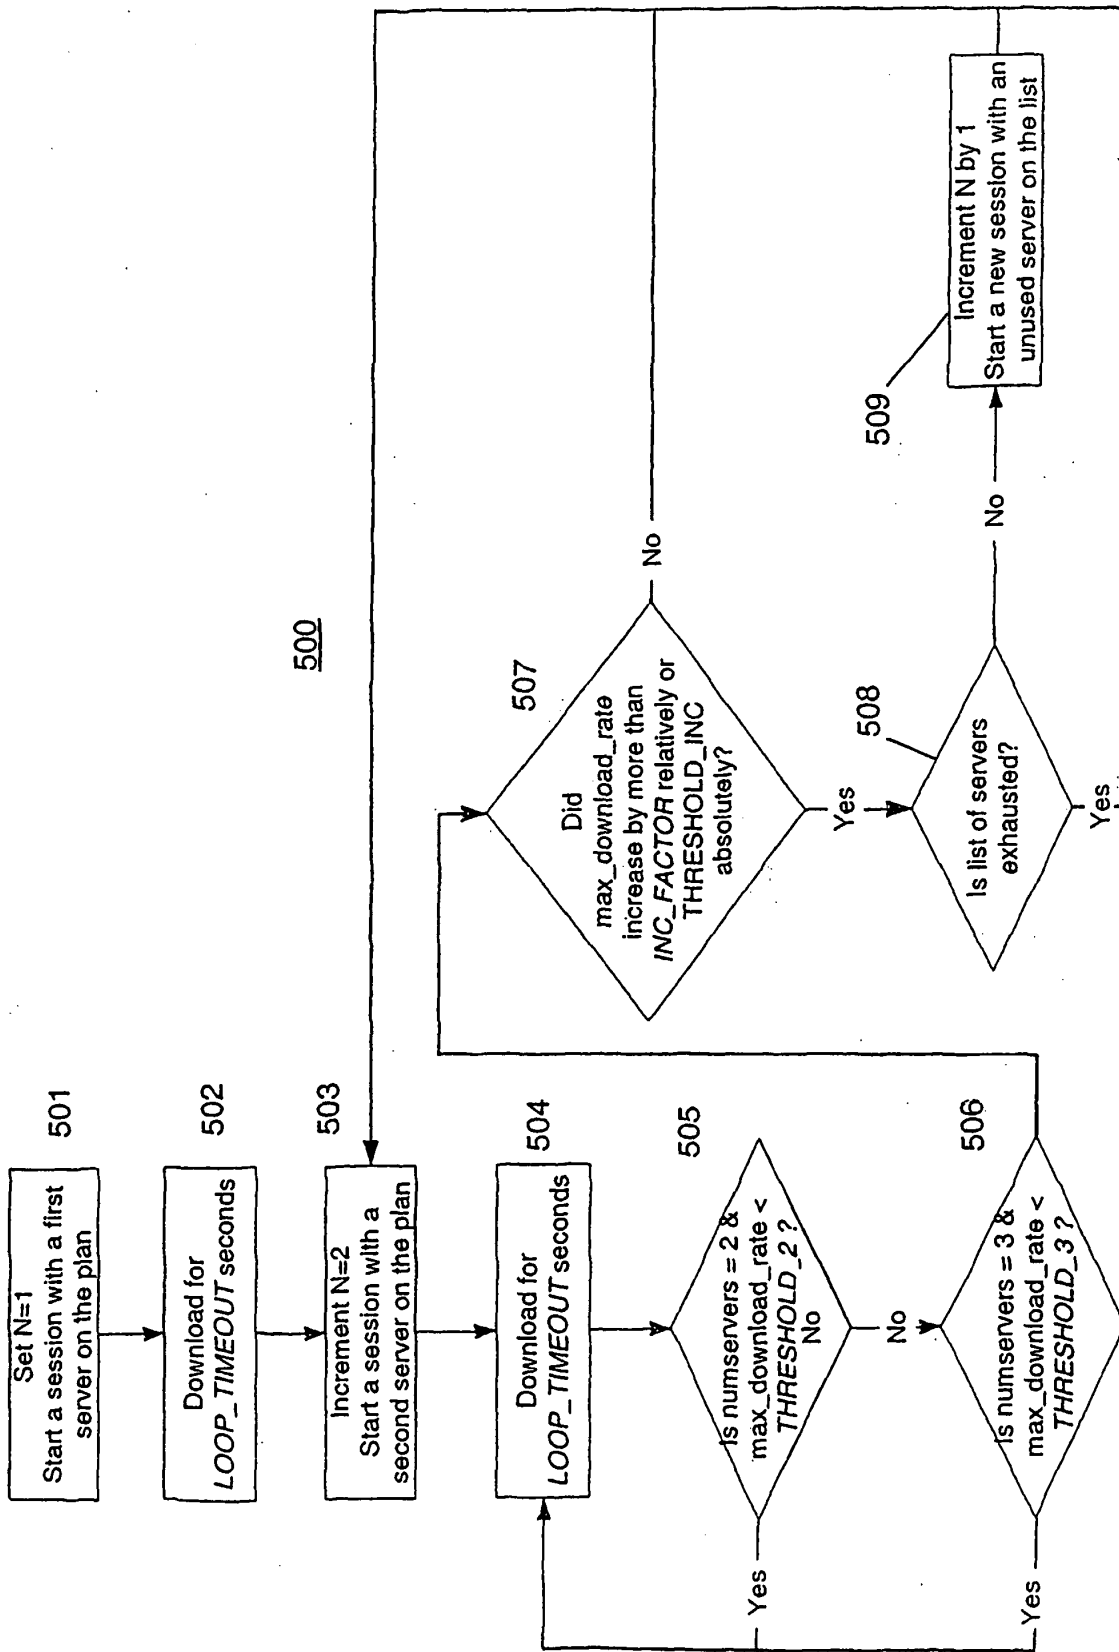 500
Set N=1
Start a session with a first
server on the plan
501
Download for
LOOP_TIMEOUT seconds
502
Increment N=2
Start a session with a
second server on the plan
503
Download for
LOOP_TIMEOUT seconds
504
Is numservers = 2 &
max_download_rate <
THRESHOLD_2?
No
505
Yes
No
Is numservers = 3 &
max_download_rate <
THRESHOLD_3?
506
Yes
Did
max_download_rate
increase by more than
INC_FACTOR relatively or
THRESHOLD_INC
absolutely?
507
No
Yes
Is list of servers
exhausted?
508
No
Yes
Increment N by 1
Start a new session with an
unused server on the list
509